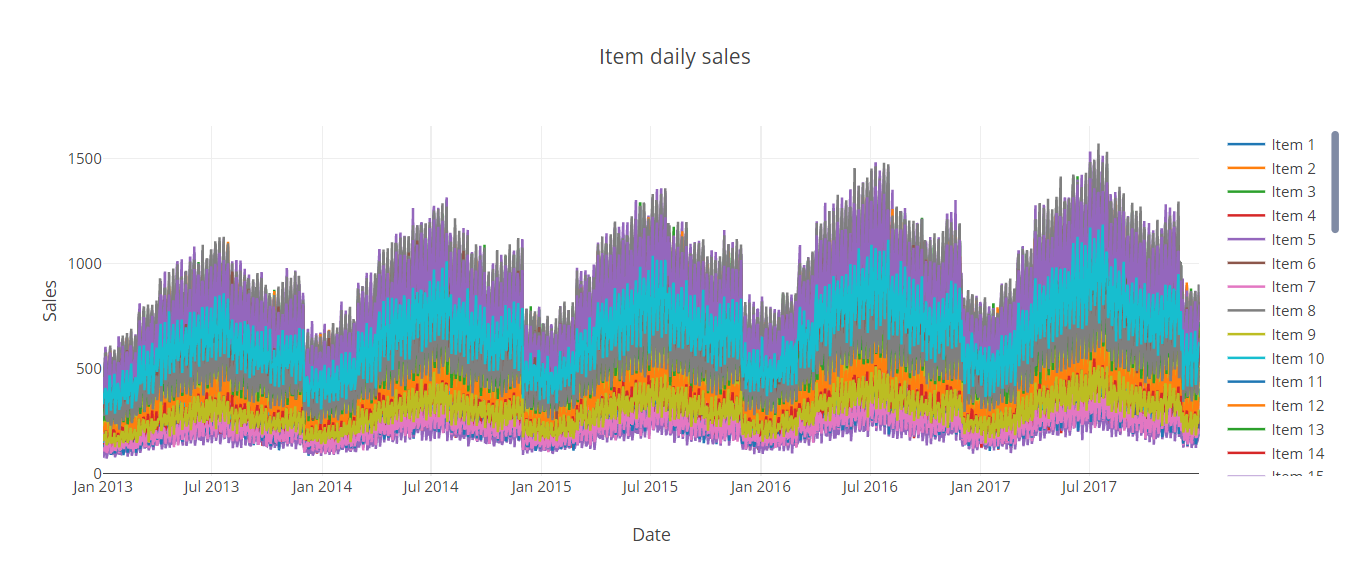 Item daily sales
Sales
1500
1000
500
0
Jan 2013
Jul 2013
Jan 2014
Jul 2014
Jan 2015
Jul 2015
Jan 2016
Jul 2016
Jan 2017
Jul 2017
Date
Item 1
Item 2
Item 3
Item 4
Item 5
Item 6
Item 7
Item 8
Item 9
Item 10
Item 11
Item 12
Item 13
Item 14
Item 15